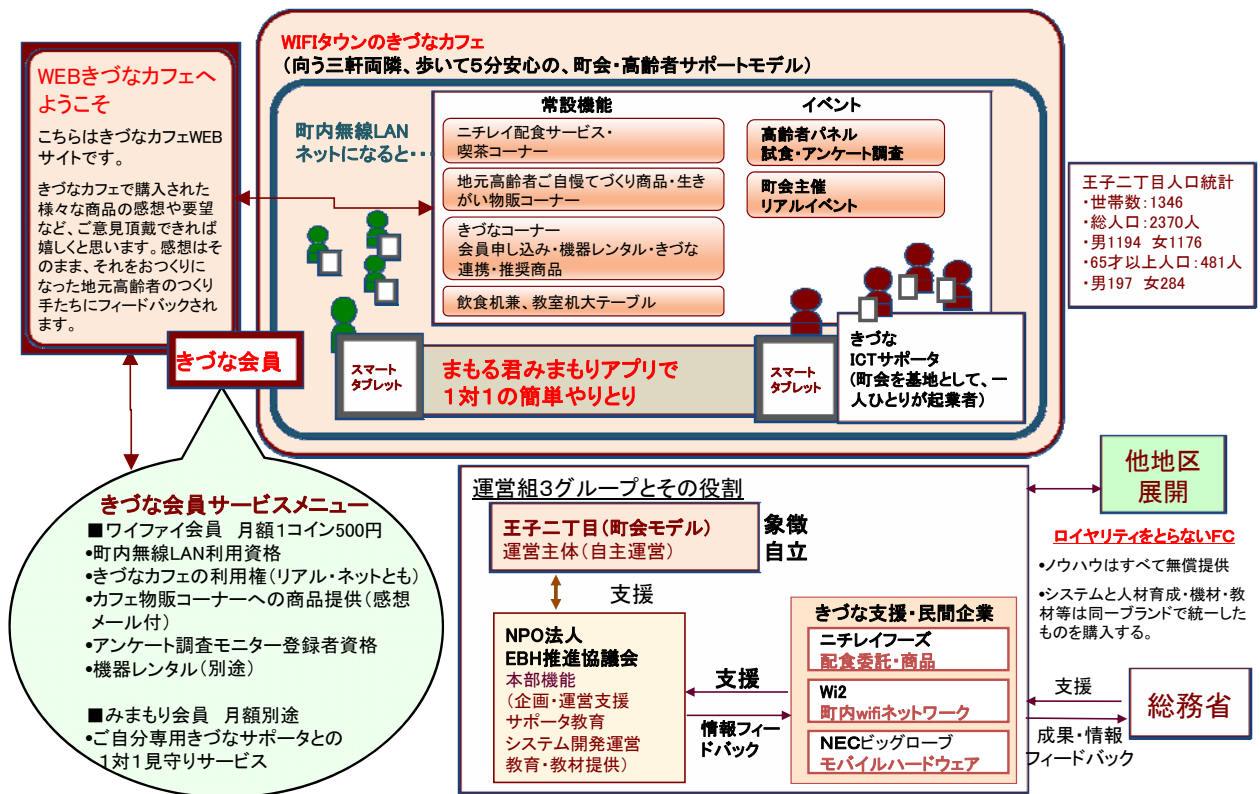 WIFIタウンのきづなカフェ
(向う三軒両隣、歩いて5分安心の、町会・高齢者サポートモデル)
WEBきづなカフェへ
ようこそ
こちらはきづなカフェWEB
サイトです。
きづなカフェで購入された
様々な商品の感想や要望
など、ご意見頂戴できれば
嬉しくと思います。感想はそ
のまま、それをおつくりに
なった地元高齢者のつくり
手たちにフィードバックされ
ます。
きづな会員
町内無線LAN
ネットになると・・・
常設機能
ニチレイ配食サービス・
喫茶コーナー
地元高齢者ご自慢てづくり商品・生き
がい物販コーナー
きづなコーナー
会員申し込み・機器レンタル・きづな
連携・推奨商品
飲食机兼、教室机大テーブル
イベント
高齢者パネル
試食・アンケート調査
町会主催
リアルイベント
スマート
タブレット
まもる君みまもりアプリで
1対1の簡単やりとり
スマート
タブレット
きづな
ICTサポータ
(町会を基地として、一
人ひとりが起業者)
王子二丁目人口統計
・世帯数:1346
・総人口:2370人
・男1194 女1176
・65才以上人口:481人
・男197 女284
きづな会員サービスメニュー
■ワイファイ会員 月額1コイン500円
•町内無線LAN利用資格
•きづなカフェの利用権(リアル・ネットとも)
•カフェ物販コーナーへの商品提供(感想
メール付)
•アンケート調査モニター登録者資格
•機器レンタル(別途)
■みまもり会員 月額別途
•ご自分専用きづなサポータとの
1対1見守りサービス
運営組3グループとその役割
王子二丁目(町会モデル)
運営主体(自主運営)
象徴
自立
支援
NPO法人
EBH推進協議会
本部機能
(企画・運営支援
サポータ教育
システム開発運営
教育・教材提供)
支援
情報フィー
ドバック
きづな支援・民間企業
ニチレイフーズ
配食委託・商品
Wi2
町内wifiネットワーク
NECビッグローブ
モバイルハードウェア
他地区
展開
ロイヤリティをとらないFC
•ノウハウはすべて無償提供
•システムと人材育成・機材・教
材等は同一ブランドで統一した
ものを購入する。
支援
総務省
成果・情報
フィードバック